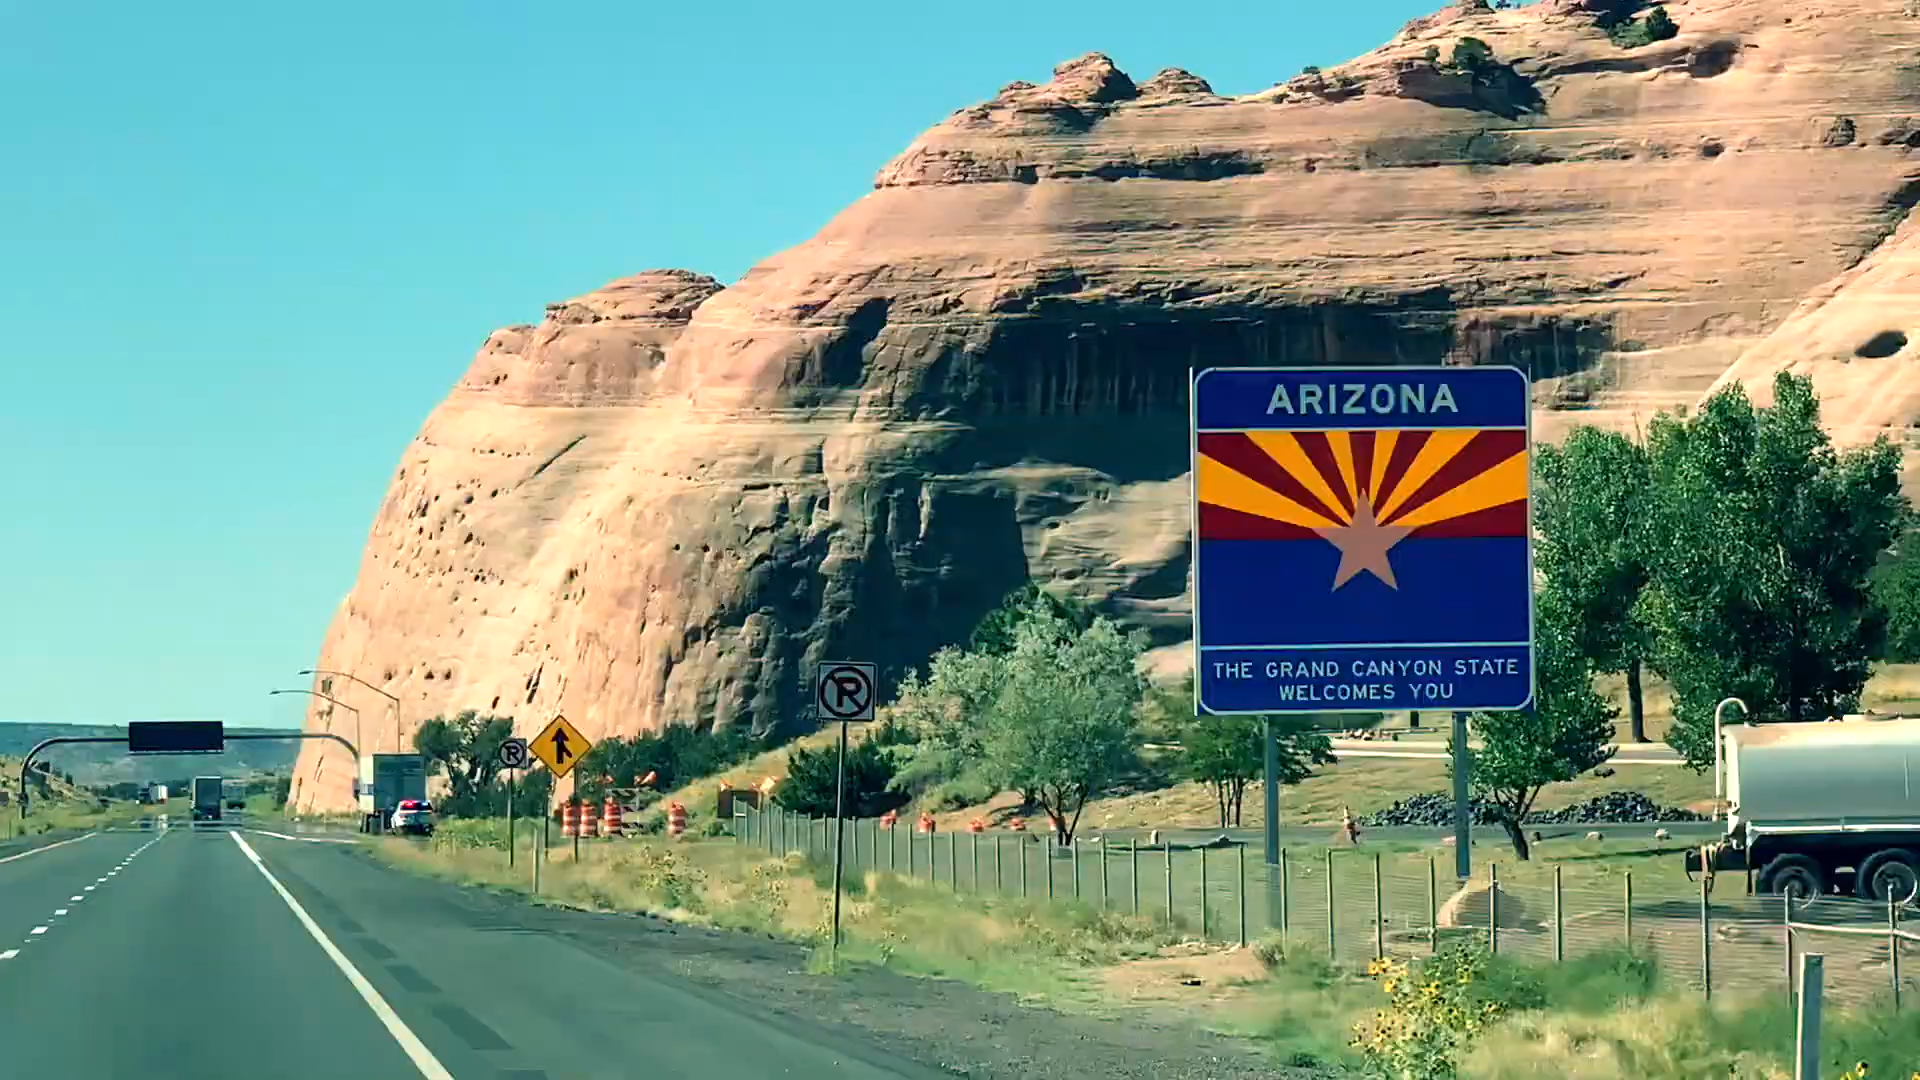 ARIZONA
THE GRAND CANYON STATE
WELCOMES YOU
P
P